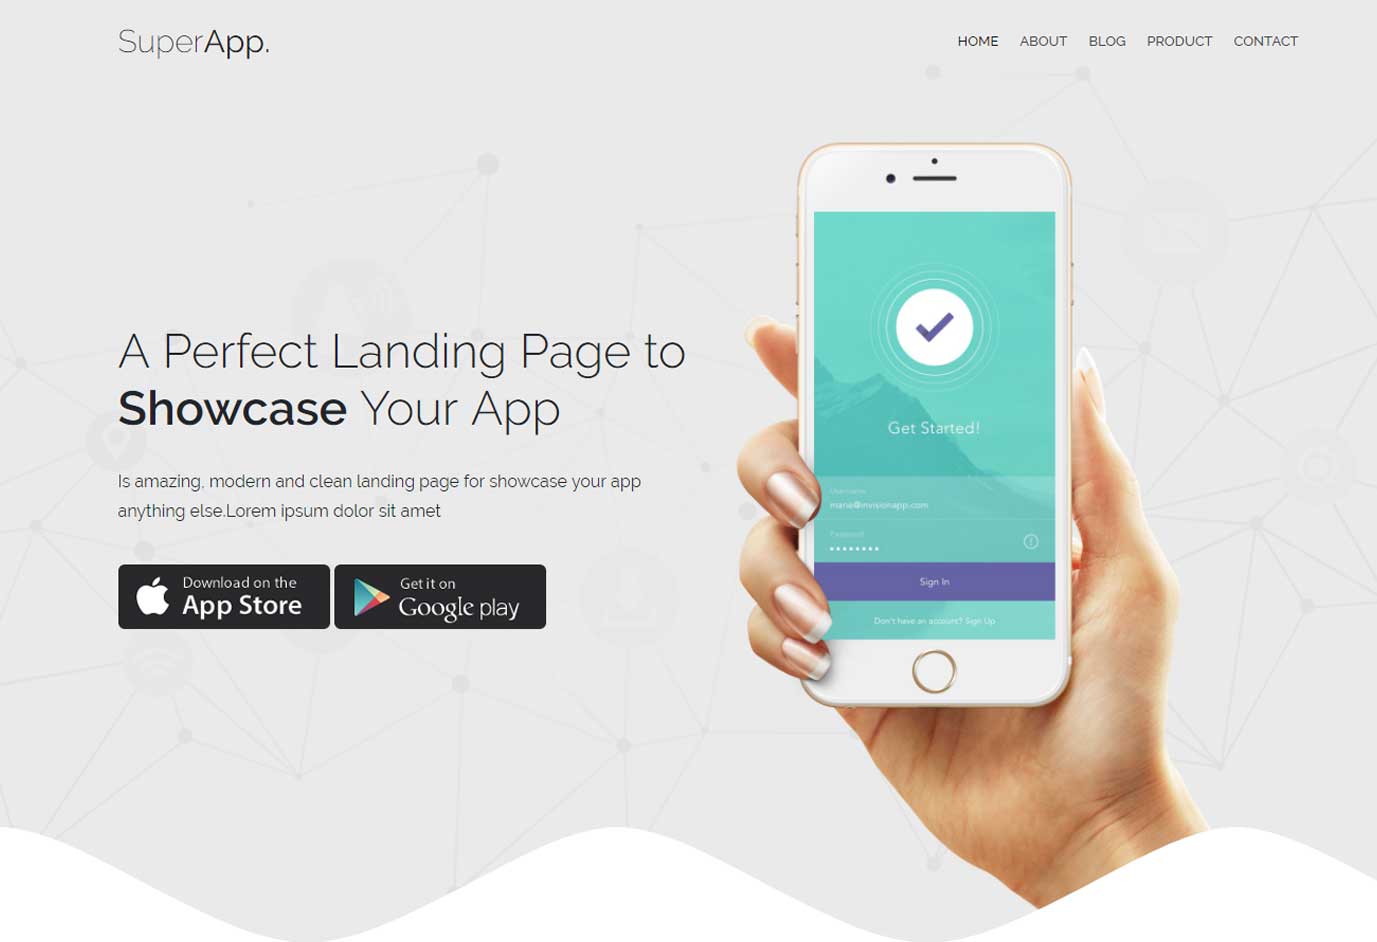 SuperApp.
HOME ABOUT BLOG PRODUCT CONTACT
A Perfect Landing Page to
Showcase Your App
Is amazing, modern and clean landing page for showcase your app
anything else.Lorem ipsum dolor sit amet
Download on the
App Store
Get it on
Google play
Get Started!
Username
marie@invisionapp.com
Password
Sign In
Don't have an account? Sign Up